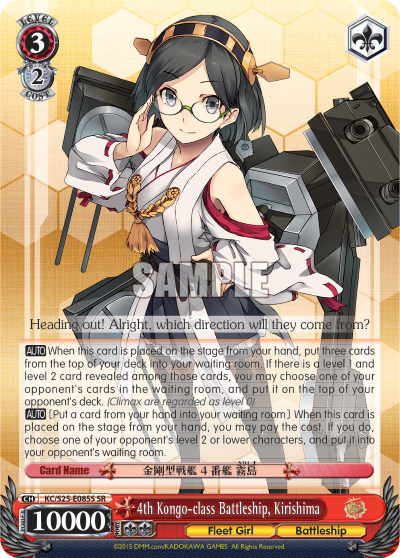 LEVEL
3
2
COST
SAMPLE
Heading out! Alright, which direction will they come from?
AUTO When this card is placed on the stage from your hand, put three cards
from the top of your deck into your waiting room. If there is a level 1 and
level 2 card revealed among those cards, you may choose one of your
opponent's cards in the waiting room, and put it on the top of your
opponent's deck. (Climax are regarded as level 0)
AUTO [Put a card from your hand into your waiting room] When this card is
placed on the stage from your hand, you may pay the cost. If you do,
choose one of your opponent's level 2 or lower characters, and put it into
your opponent's waiting room.
Card Name
金剛型戦艦 4 番艦 霧島
CH KC/S25-E085S SR
4th Kongo-class Battleship, Kirishima
POWER
10000
SOUL
Fleet Girl
Battleship
©2015 DMM.com/KADOKAWA GAMES All Rights Reserved.